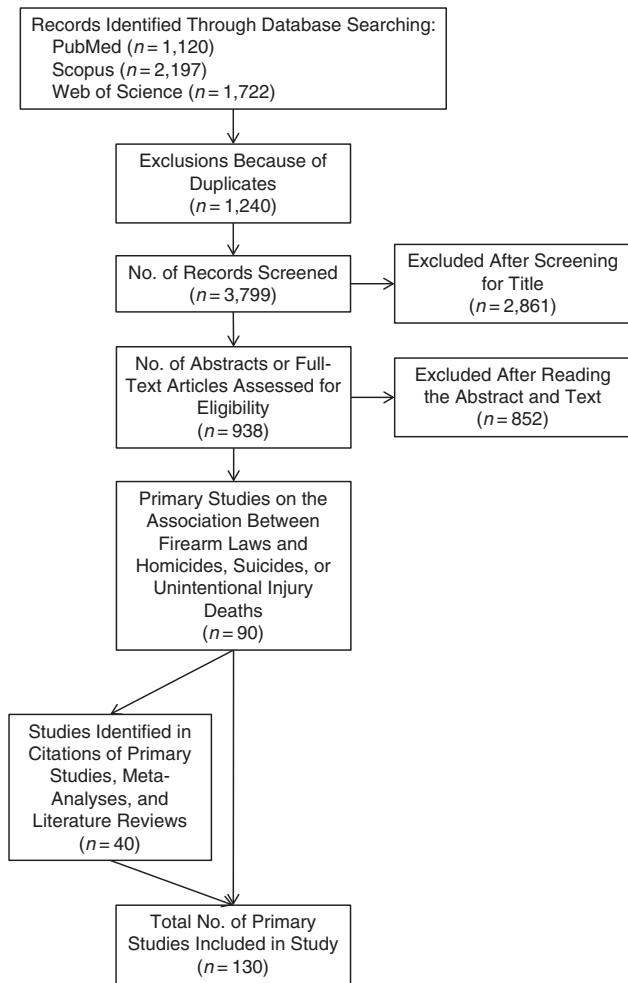 Records Identified Through Database Searching:
PubMed (n = 1,120)
Scopus (n = 2,197)
Web of Science (n = 1,722)
Exclusions Because of
Duplicates
(n = 1,240)
No. of Records Screened
(n = 3,799)
Excluded After Screening
for Title
(n = 2,861)
No. of Abstracts or Full-
Text Articles Assessed for
Eligibility
(n = 938)
Excluded After Reading
the Abstract and Text
(n = 852)
Primary Studies on the
Association Between
Firearm Laws and
Homicides, Suicides, or
Unintentional Injury
Deaths
(n = 90)
Studies Identified in
Citations of Primary
Studies, Meta-
Analyses, and
Literature Reviews
(n = 40)
Total No. of Primary
Studies Included in Study
(n = 130)